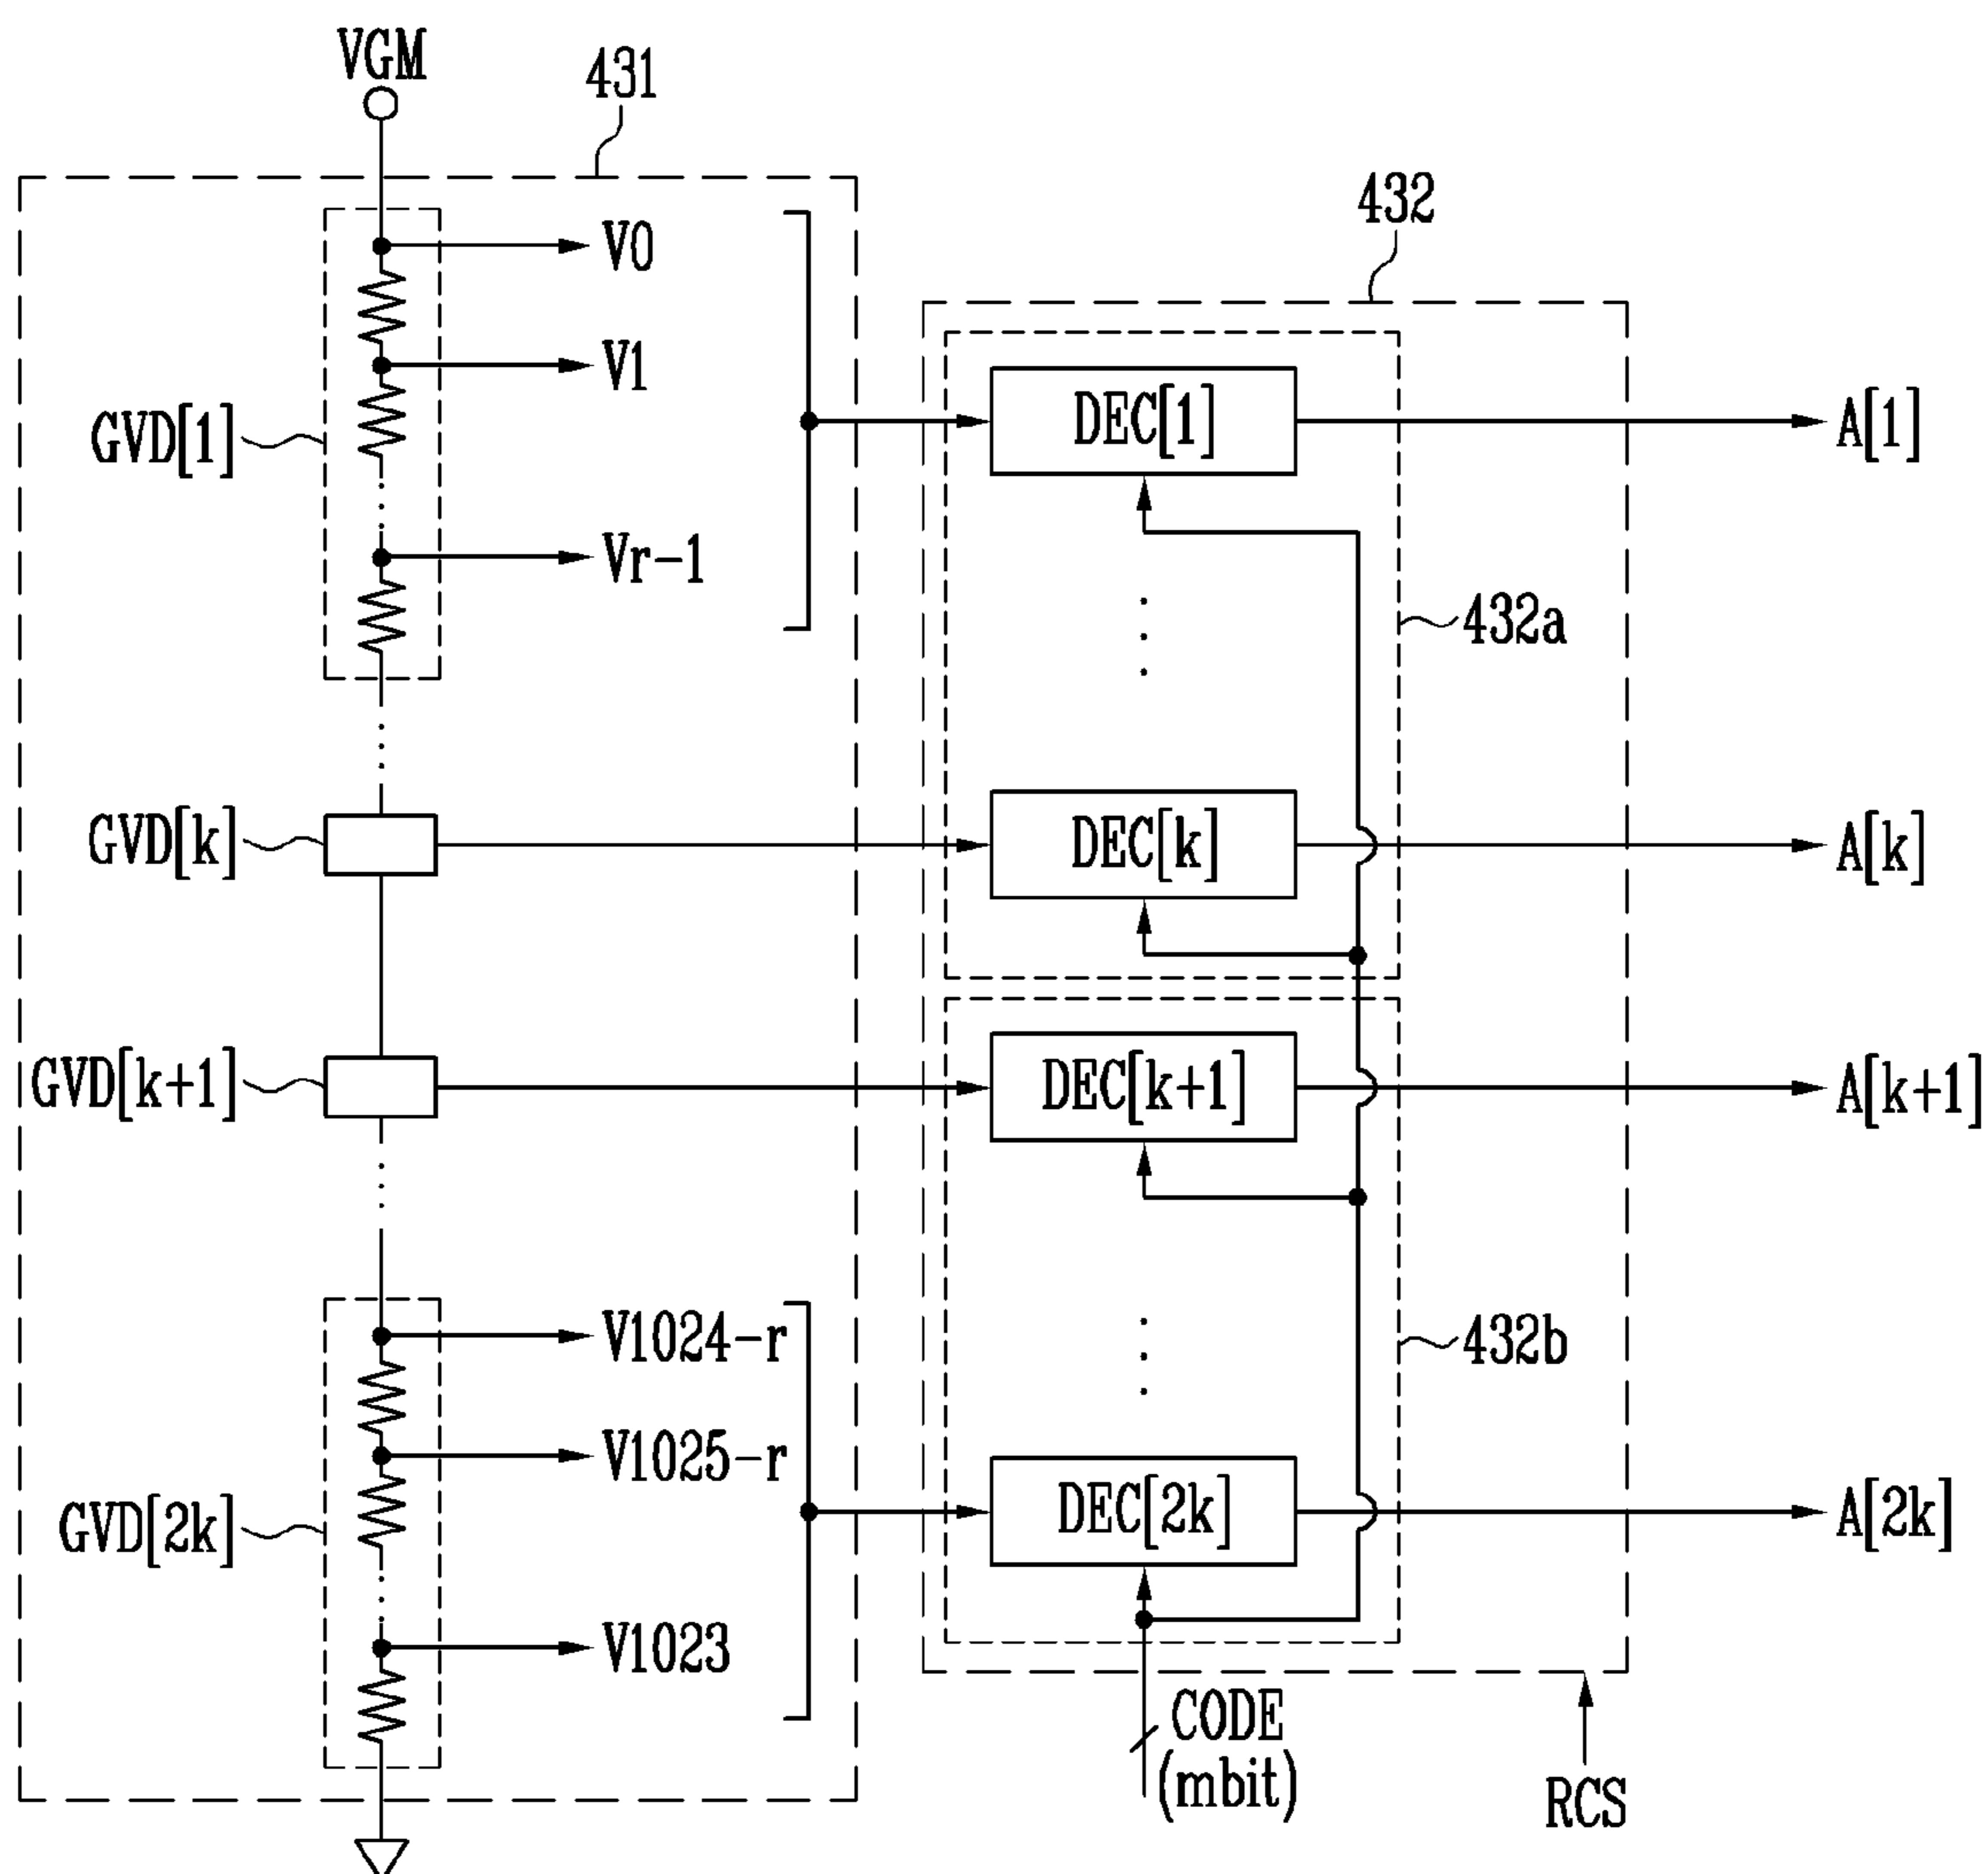 VGM
431
432
V0
V1
GVD[1]
Vr-1
DEC[1]
A[1]
432a
GVD[k]
DEC[k]
A[k]
GVD[k+1]
DEC[k+1]
A[k+1]
V1024-r
432b
V1025-r
GVD[2k]
DEC[2k]
A[2k]
V1023
CODE
(mbit)
RCS